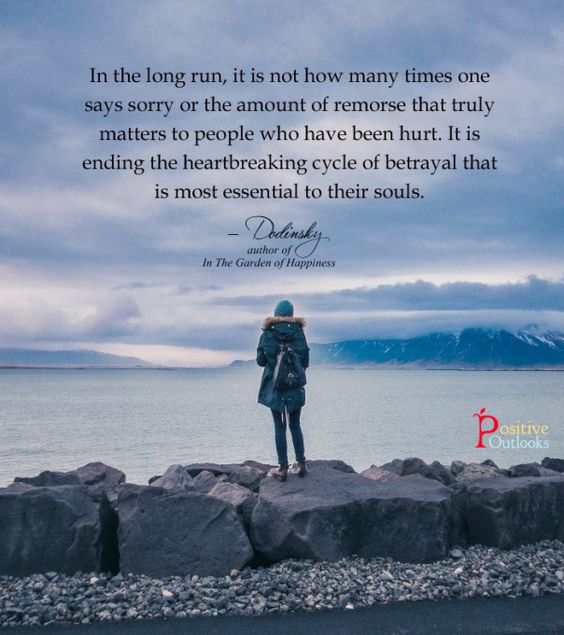 In the long run, it is not how many times one
says sorry or the amount of remorse that truly
matters to people who have been hurt. It is
ending the heartbreaking cycle of betrayal that
is most essential to their souls.
– Dodinsky
author of
In The Garden of Happiness
Positive
Outlooks